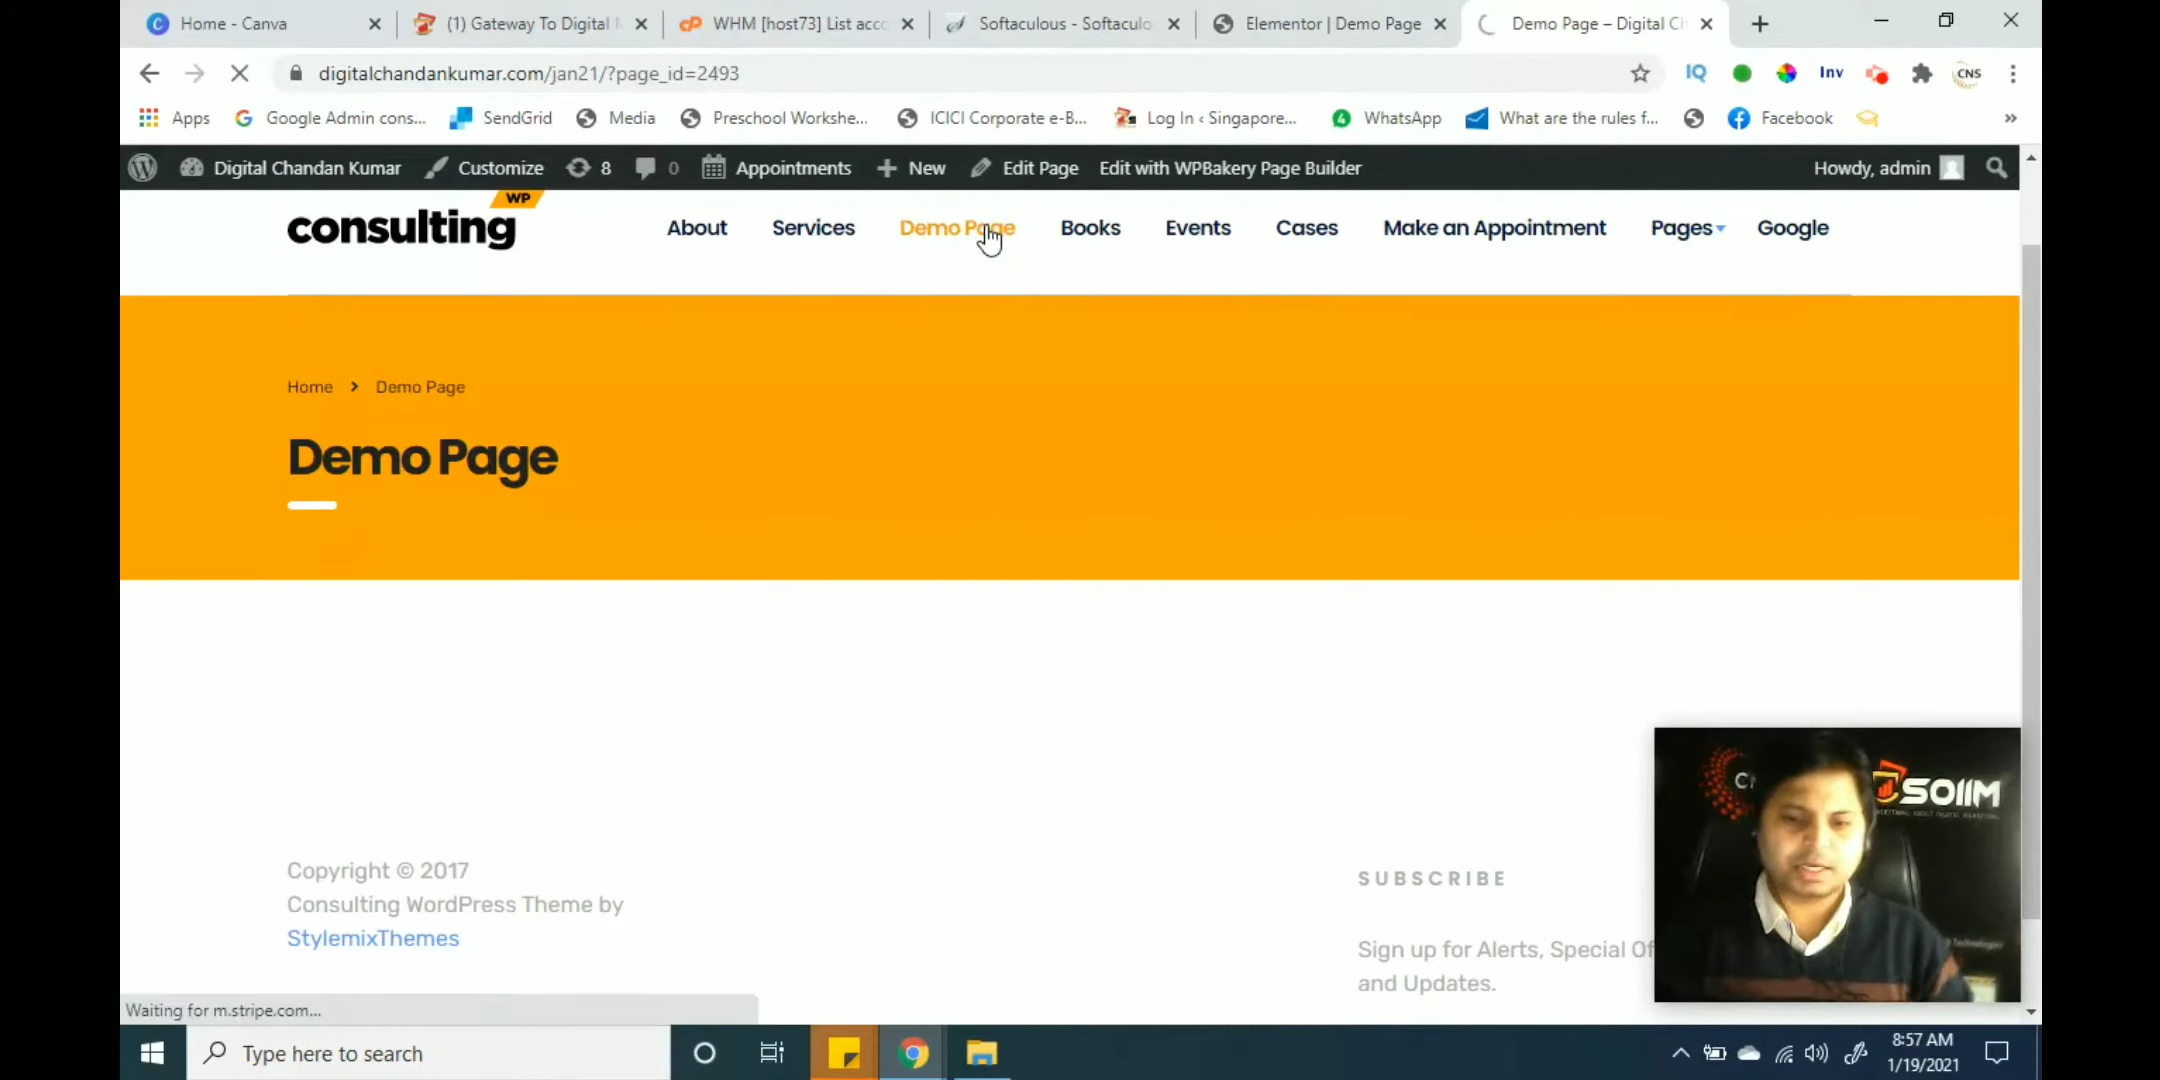 Home - Canva
(1) Gateway To Digital M
WHM [host73] List acco
Softaculous - Softaculo
Elementor | Demo Page
Demo Page – Digital Ch
digitalchandankumar.com/jan21/?page_id=2493
IQ
Inv
CNS
Apps
Google Admin cons...
SendGrid
Media
Preschool Workshe...
ICICI Corporate e-B...
Log In ‹ Singapore...
4
WhatsApp
What are the rules f...
Facebook
»
Digital Chandan Kumar
Customize
8
0
Appointments
New
Edit Page
Edit with WPBakery Page Builder
Howdy, admin
WP
consulting
About
Services
Demo Page
Books
Events
Cases
Make an Appointment
Pages
Google
Home > Demo Page
Demo Page
Copyright © 2017
Consulting WordPress Theme by
StylemixThemes
SUBSCRIBE
Sign up for Alerts, Special Of
and Updates.
SOIIM
Waiting for m.stripe.com...
Type here to search
8:57 AM
1/19/2021